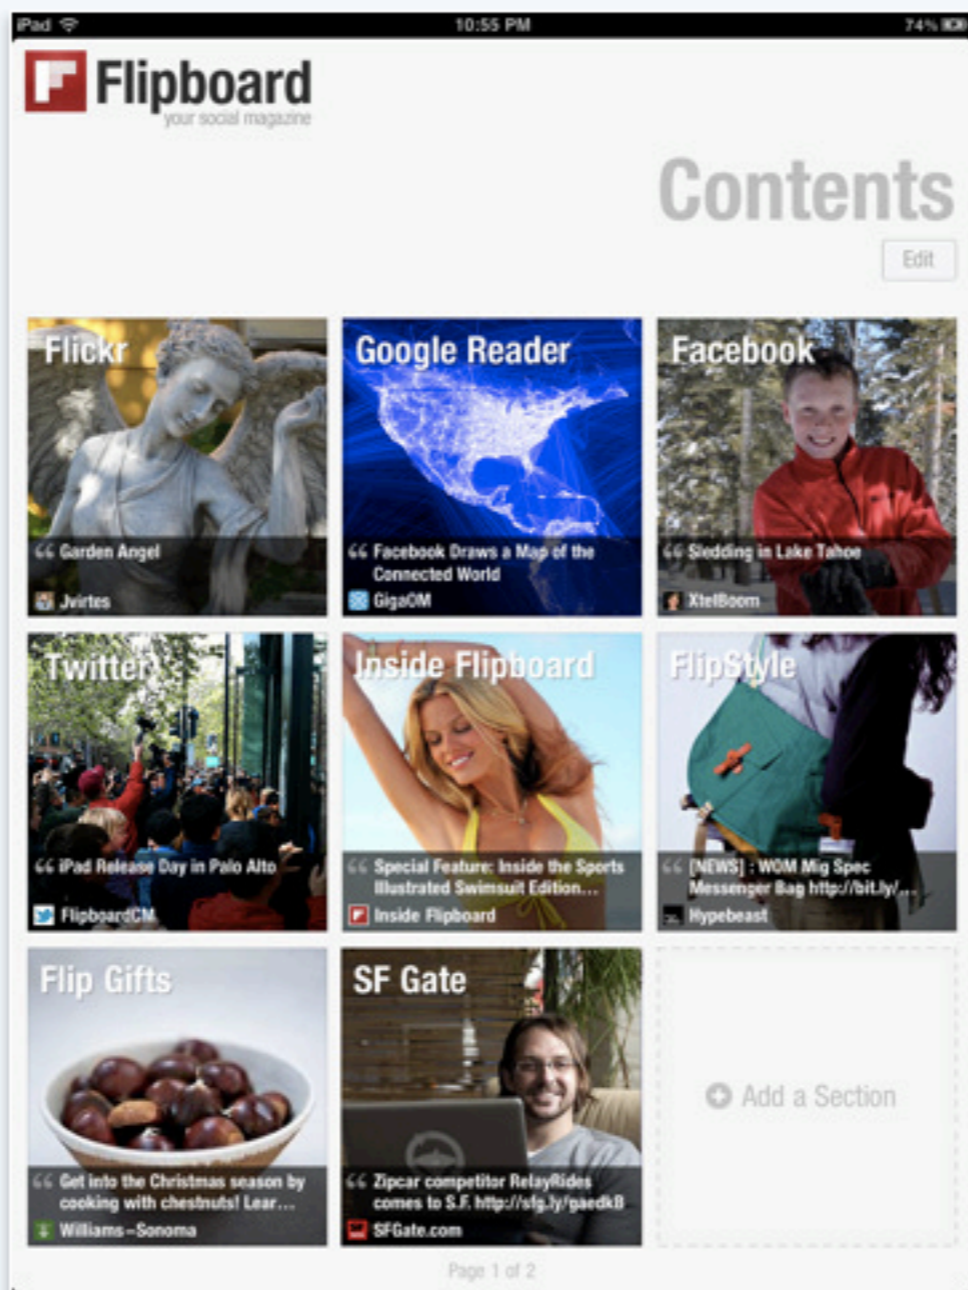 iPad
10:55 PM
74%
Flipboard
your social magazine
Contents
Edit
Flickr
Garden Angel
Jvirtes
Google Reader
Facebook Draws a Map of the
Connected World
GigaOM
Facebook
Sledding in Lake Tahoe
XtelBoom
Twitter
iPad Release Day in Palo Alto
FlipboardCM
Inside Flipboard
Special Feature: Inside the Sports
Illustrated Swimsuit Edition...
Inside Flipboard
FlipStyle
[NEWS] : WOM Mig Spec
Messenger Bag http://bit.ly/...
Hypebeast
Flip Gifts
Get into the Christmas season by
cooking with chestnuts! Lear...
Williams-Sonoma
SF Gate
Zipcar competitor RelayRides
comes to S.F. http://sfg.ly/gaedkB
SFGate.com
Add a Section
Page 1 of 2